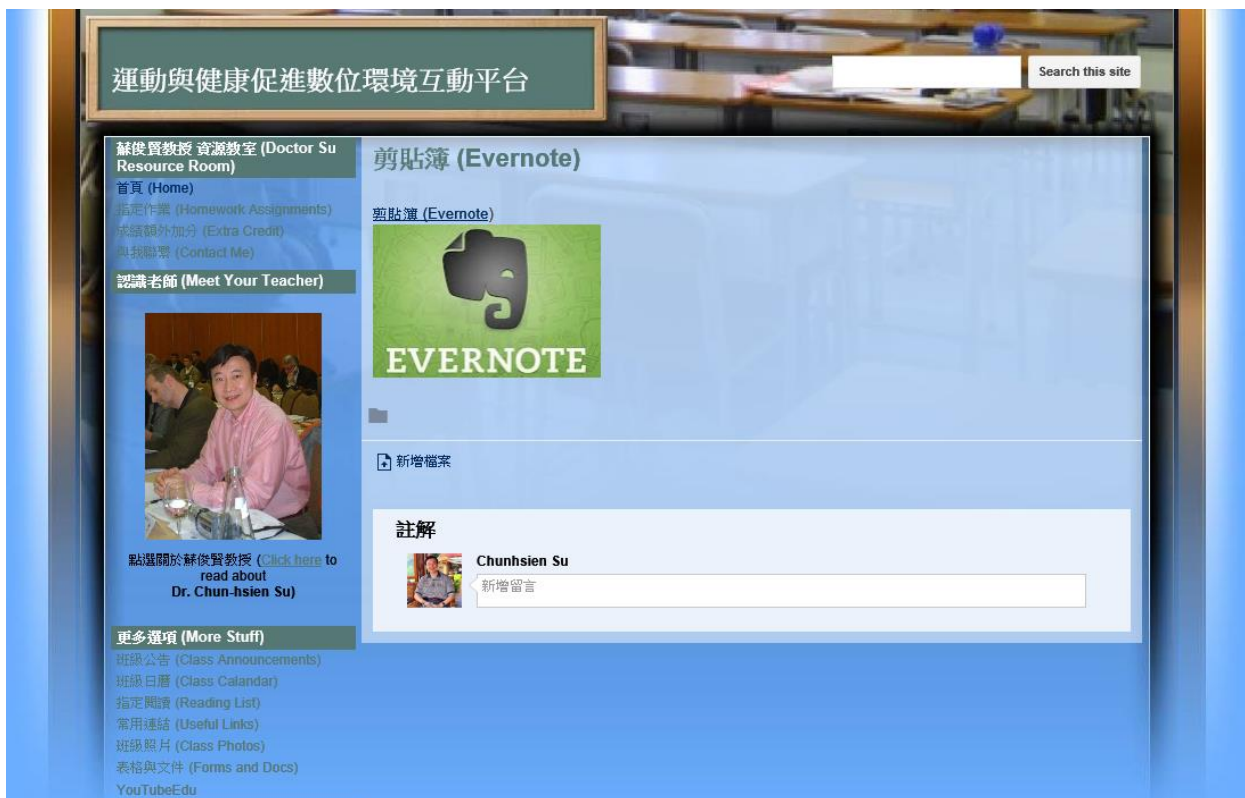 運動與健康促進數位環境互動平台
Search this site
蘇俊賢教授 資源教室 (Doctor Su
Resource Room)
首頁 (Home)
指定作業 (Homework Assignments)
成績額外加分 (Extra Credit)
與我聯繫 (Contact Me)
認識老師 (Meet Your Teacher)
點選關於蘇俊賢教授 (Click here to
read about
Dr. Chun-hsien Su)
更多選項 (More Stuff)
班級公告 (Class Announcements)
班級日曆 (Class Calandar)
指定閱讀 (Reading List)
常用連結 (Useful Links)
班級照片 (Class Photos)
表格與文件 (Forms and Docs)
YouTubeEdu
剪貼簿 (Evernote)
剪貼簿 (Evernote)
EVERNOTE
新增檔案
註解
Chunhsien Su
新增留言